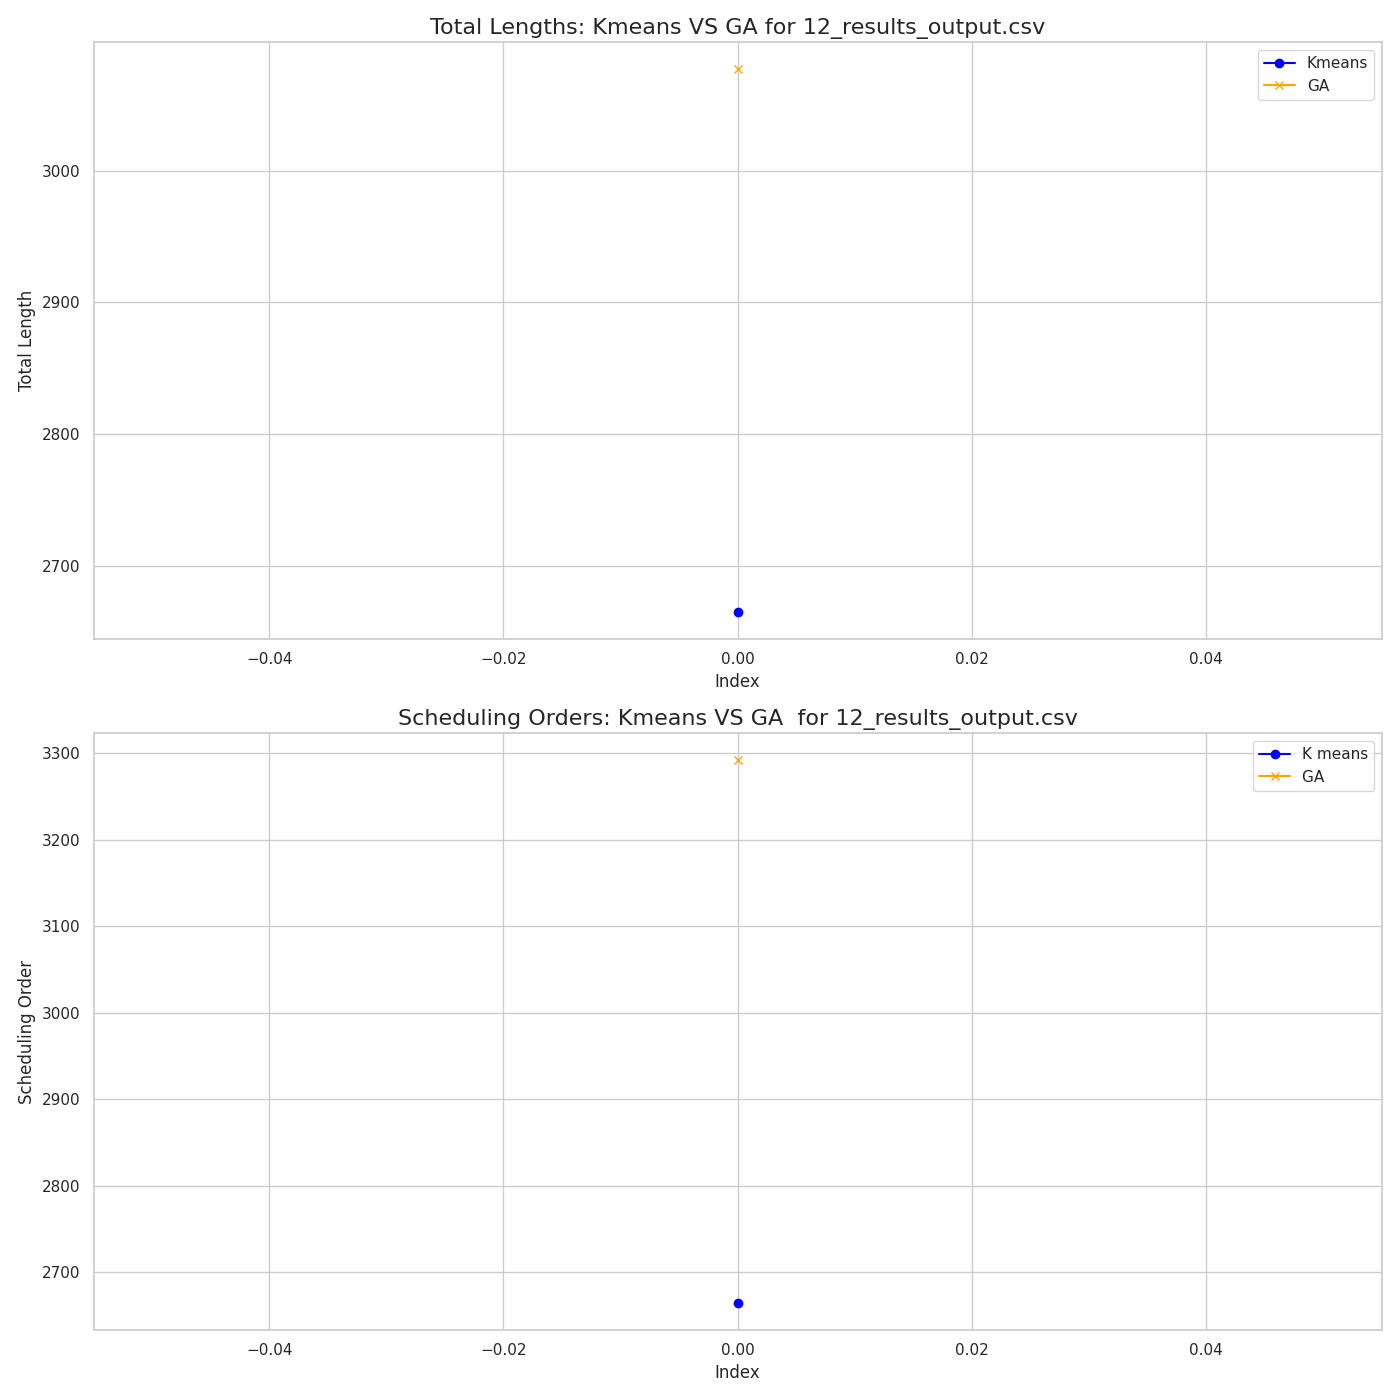 Total Lengths: Kmeans VS GA for 12_results_output.csv
Kmeans
GA
3000
2900
2800
2700
Total Length
−0.04
−0.02
0.00
0.02
0.04
Index
Scheduling Orders: Kmeans VS GA  for 12_results_output.csv
K means
GA
3300
3200
3100
3000
2900
2800
2700
Scheduling Order
−0.04
−0.02
0.00
0.02
0.04
Index